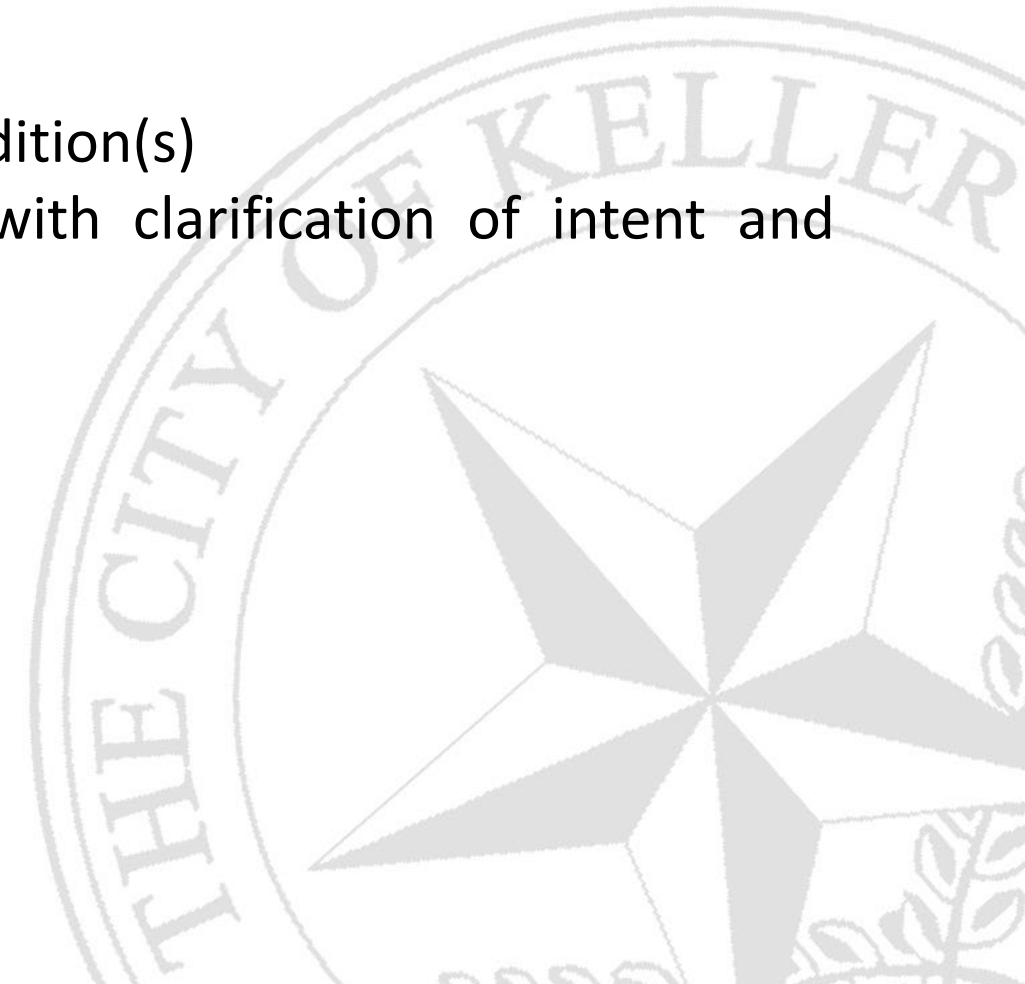 dition(s)
with clarification of intent and
THE CITY OF KELLER